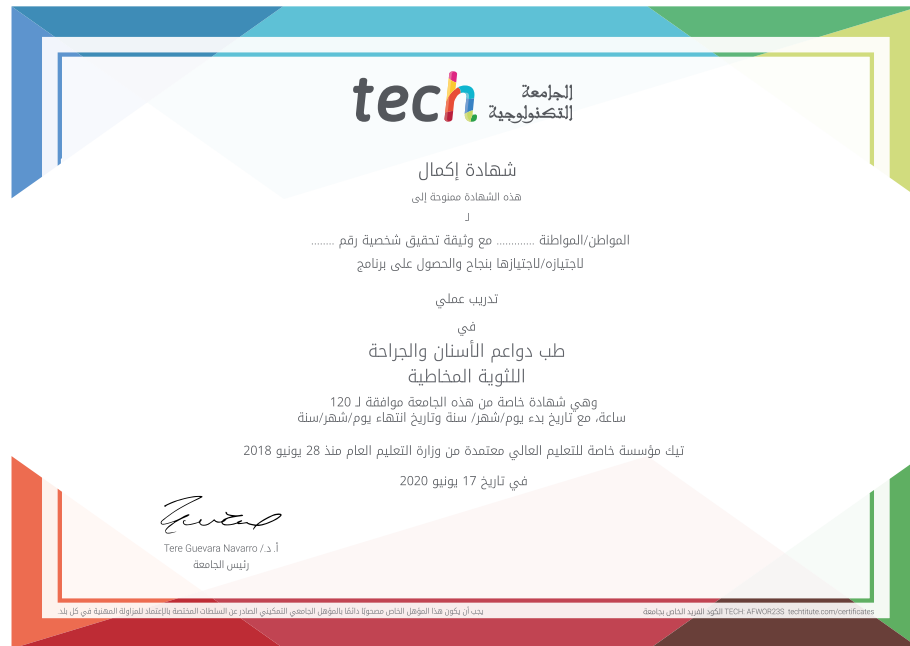 tech الجامعة
التكنولوجية
شهادة إكمال
هذه الشهادة ممنوحة إلى
لـ
المواطن/المواطنة ............. مع وثيقة تحقيق شخصية رقم ........
لاجتيازه/لاجتيازها بنجاح والحصول على برنامج
تدريب عملي
في
طب دواعم الأسنان والجراحة
اللثوية المخاطية
وهي شهادة خاصة من هذه الجامعة موافقة لـ 120
ساعة، مع تاريخ بدء يوم/شهر/ سنة وتاريخ انتهاء يوم/شهر/سنة
تيك مؤسسة خاصة للتعليم العالي معتمدة من وزارة التعليم العام منذ 28 يونيو 2018
في تاريخ 17 يونيو 2020
أ. د./ Tere Guevara Navarro
رئيس الجامعة
يجب أن يكون هذا المؤهل الخاص مصحوبًا دائمًا بالمؤهل الجامعي التمكيني الصادر عن السلطات المختصة بالإعتماد للمزاولة المهنية في كل بلد.
الكود الفريد الخاص بجامعة TECH: AFWOR23S techtitute.com/certificates